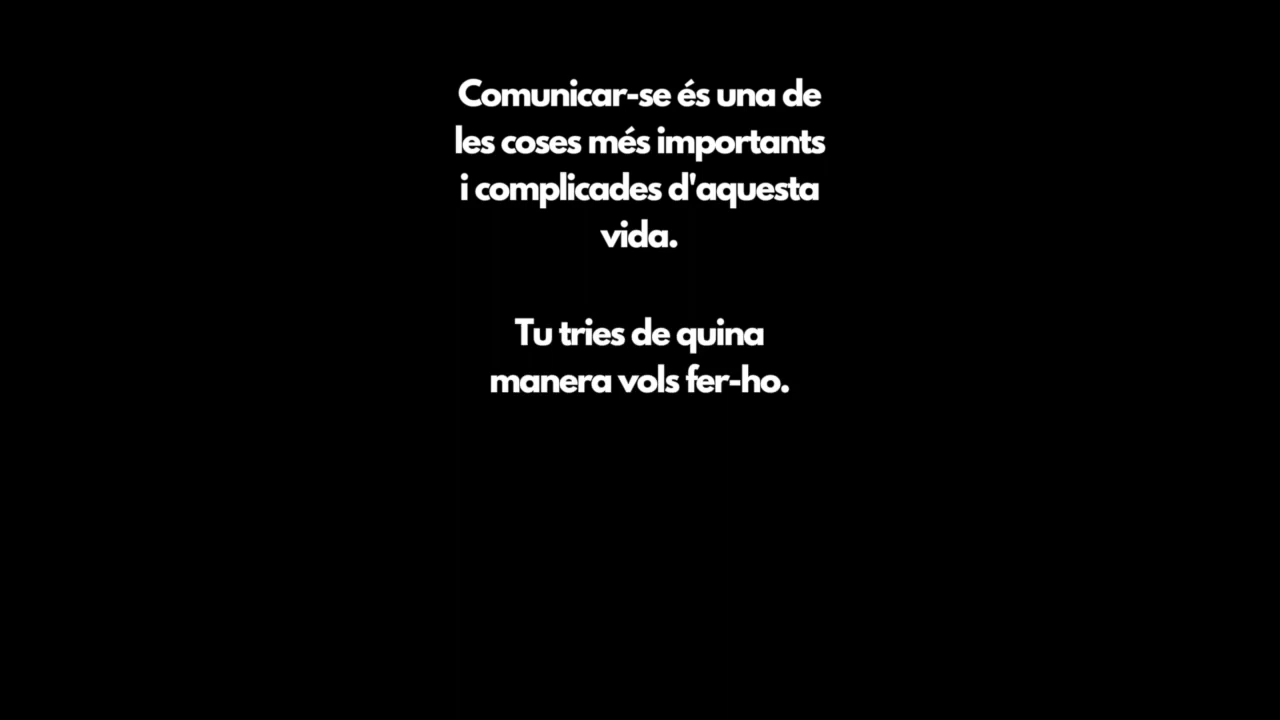 Comunicar-se és una de
les coses més importants
i complicades d'aquesta
vida.
Tu tries de quina
manera vols fer-ho.